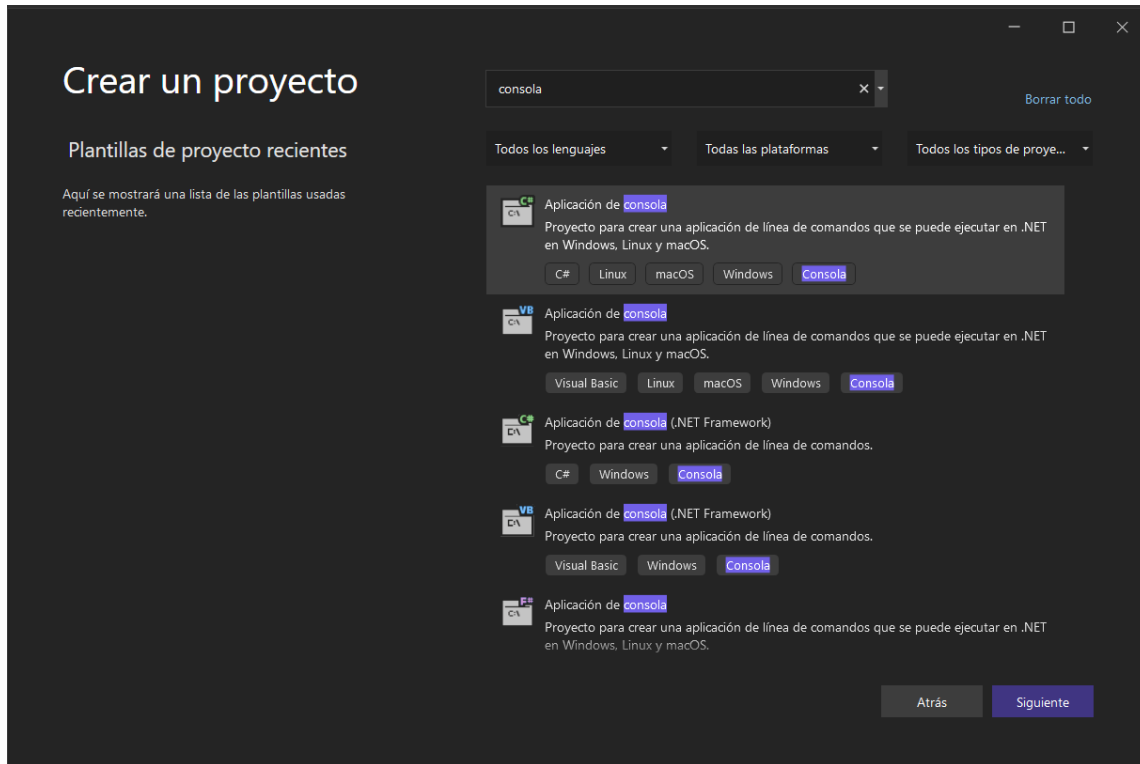 Crear un proyecto
consola
Borrar todo
Plantillas de proyecto recientes
Todos los lenguajes
Todas las plataformas
Todos los tipos de proye...
Aquí se mostrará una lista de las plantillas usadas
recientemente.
C#
C:\
Aplicación de consola
Proyecto para crear una aplicación de línea de comandos que se puede ejecutar en .NET
en Windows, Linux y macOS.
C# Linux macOS Windows Consola
VB
C:\
Aplicación de consola
Proyecto para crear una aplicación de línea de comandos que se puede ejecutar en .NET
en Windows, Linux y macOS.
Visual Basic Linux macOS Windows Consola
C#
C:\
Aplicación de consola (.NET Framework)
Proyecto para crear una aplicación de línea de comandos.
C# Windows Consola
VB
C:\
Aplicación de consola (.NET Framework)
Proyecto para crear una aplicación de línea de comandos.
Visual Basic Windows Consola
F#
C:\
Aplicación de consola
Proyecto para crear una aplicación de línea de comandos que se puede ejecutar en .NET
en Windows, Linux y macOS.
Atrás
Siguiente